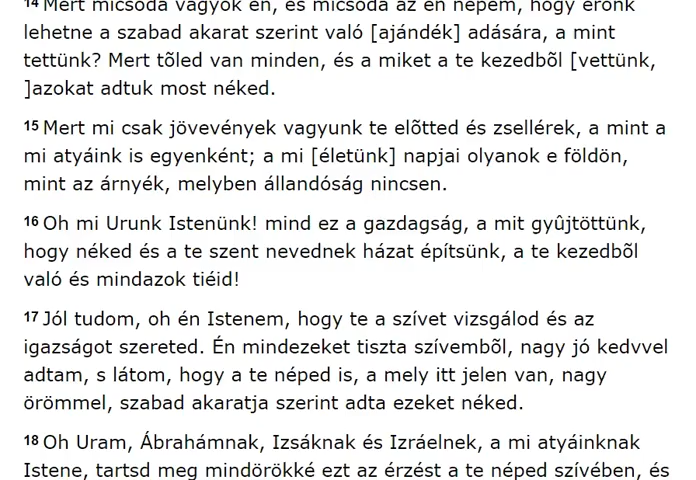 14 Mert micsoda vagyok én, és micsoda az én népem, hogy erõnk
lehetne a szabad akarat szerint való [ajándék] adására, a mint
tettünk? Mert tõled van minden, és a miket a te kezedbõl [vettünk,
]azokat adtuk most néked.
15 Mert mi csak jövevények vagyunk te elõtted és zsellérek, a mint a
mi atyáink is egyenként; a mi [életünk] napjai olyanok e földön,
mint az árnyék, melyben állandóság nincsen.
16 Oh mi Urunk Istenünk! mind ez a gazdagság, a mit gyûjtöttünk,
hogy néked és a te szent nevednek házat építsünk, a te kezedbõl
való és mindazok tiéid!
17 Jól tudom, oh én Istenem, hogy te a szívet vizsgálod és az
igazságot szereted. Én mindezeket tiszta szívembõl, nagy jó kedvvel
adtam, s látom, hogy a te néped is, a mely itt jelen van, nagy
örömmel, szabad akaratja szerint adta ezeket néked.
18 Oh Uram, Ábrahámnak, Izsáknak és Izráelnek, a mi atyáinknak
Istene, tartsd meg mindörökké ezt az érzést a te néped szívében, és